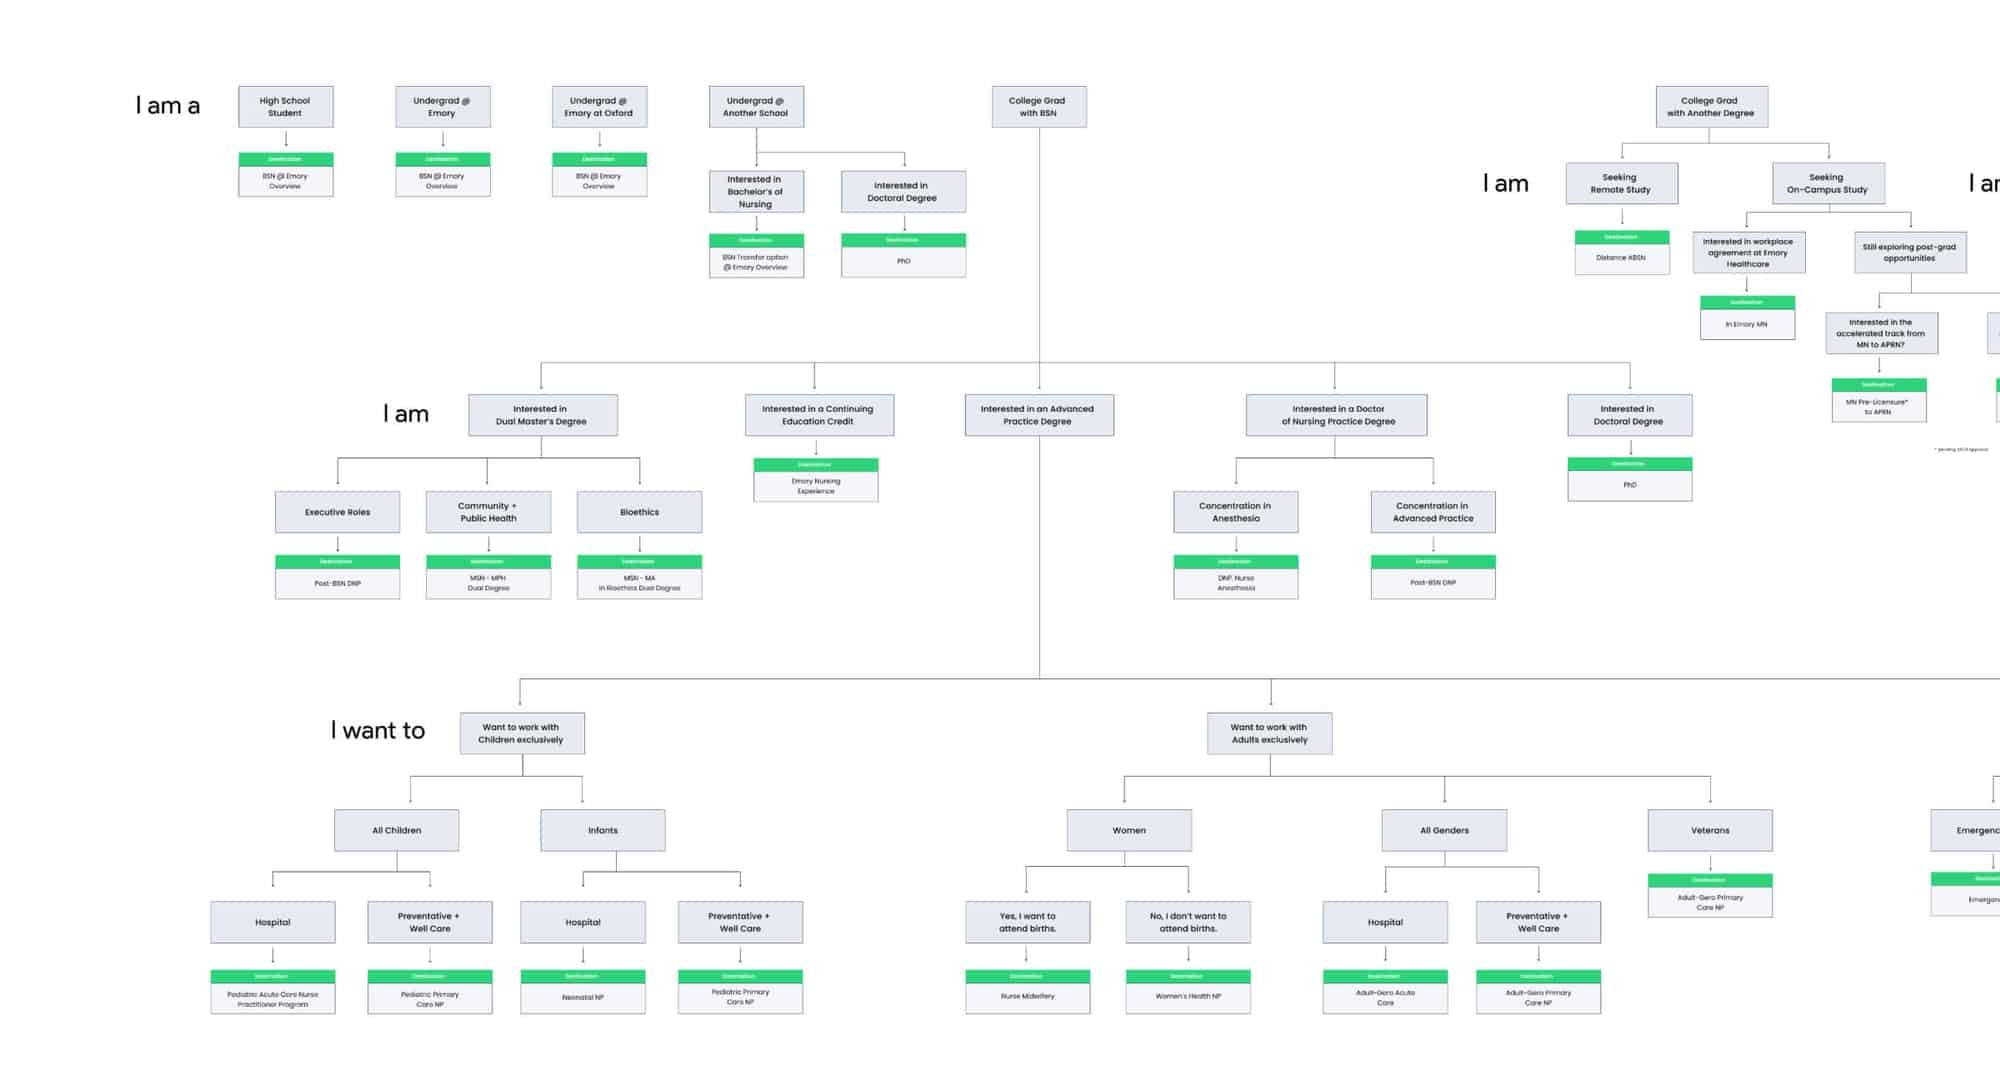 I am a
High School
Student
Undergrad @
Emory
Undergrad @
Emory at Oxford
Undergrad @
Another School
College Grad
with BSN
College Grad
with Another Degree
Destination
BSN @ Emory
Overview
Destination
BSN @ Emory
Overview
Destination
BSN @ Emory
Overview
Interested in
Bachelor's of
Nursing
Interested in
Doctoral Degree
Destination
BSN Transfer option
@ Emory Overview
Destination
PhD
I am
Seeking
Remote Study
Seeking
On-Campus Study
Destination
Distance ABSN
Interested in workplace
agreement at Emory
Healthcare
Still exploring post-grad
opportunities
Destination
In Emory MN
Interested in the
accelerated track from
MN to APRN?
Destination
MN Pre-Licensure*
to APRN
I am
Interested in
Dual Master's Degree
Interested in a Continuing
Education Credit
Interested in an Advanced
Practice Degree
Interested in a Doctor
of Nursing Practice Degree
Interested in
Doctoral Degree
Destination
Emory Nursing
Experience
Destination
PhD
Executive Roles
Community +
Public Health
Bioethics
Concentration in
Anesthesia
Concentration in
Advanced Practice
Destination
Post-BSN DNP
Destination
MSN - MPH
Dual Degree
Destination
MSN - MA
in Bioethics Dual Degree
Destination
DNP, Nurse
Anesthesia
Destination
Post-BSN DNP
I want to
Want to work with
Children exclusively
Want to work with
Adults exclusively
All Children
Infants
Women
All Genders
Veterans
Emergenc
Destination
Adult-Gero Primary
Care NP
Emergenc
Hospital
Preventative +
Well Care
Hospital
Preventative +
Well Care
Yes, I want to
attend births.
No, I don't want to
attend births.
Hospital
Preventative +
Well Care
Destination
Pediatric Acute Care Nurse
Practitioner Program
Destination
Pediatric Primary
Care NP
Destination
Neonatal NP
Destination
Pediatric Primary
Care NP
Destination
Nurse Midwifery
Destination
Women's Health NP
Destination
Adult-Gero Acute
Care
Destination
Adult-Gero Primary
Care NP